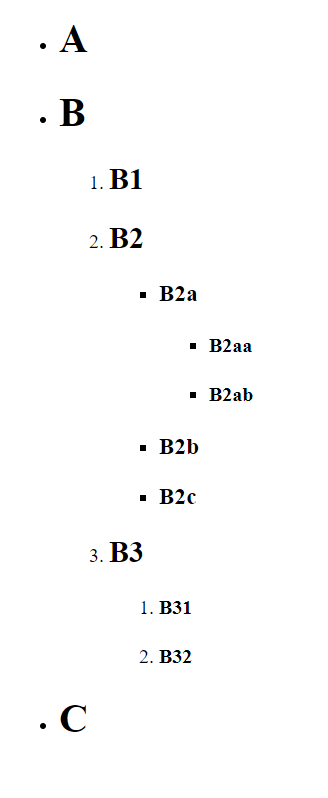 • A
• B
1. B1
2. B2
▪ B2a
▪ B2aa
▪ B2ab
▪ B2b
▪ B2c
3. B3
1. B31
2. B32
• C